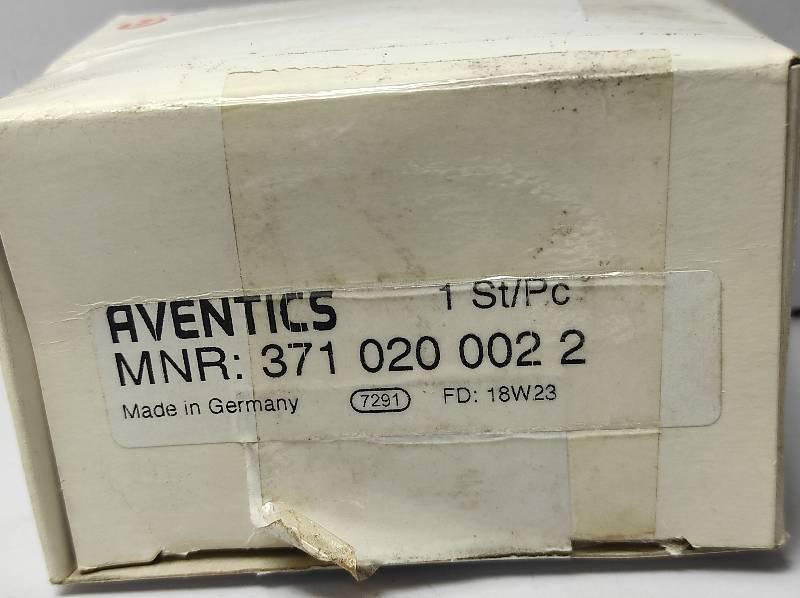 AVENTICS 1 St/Pc
MNR: 371 020 002 2
Made in Germany 7291 FD: 18W23